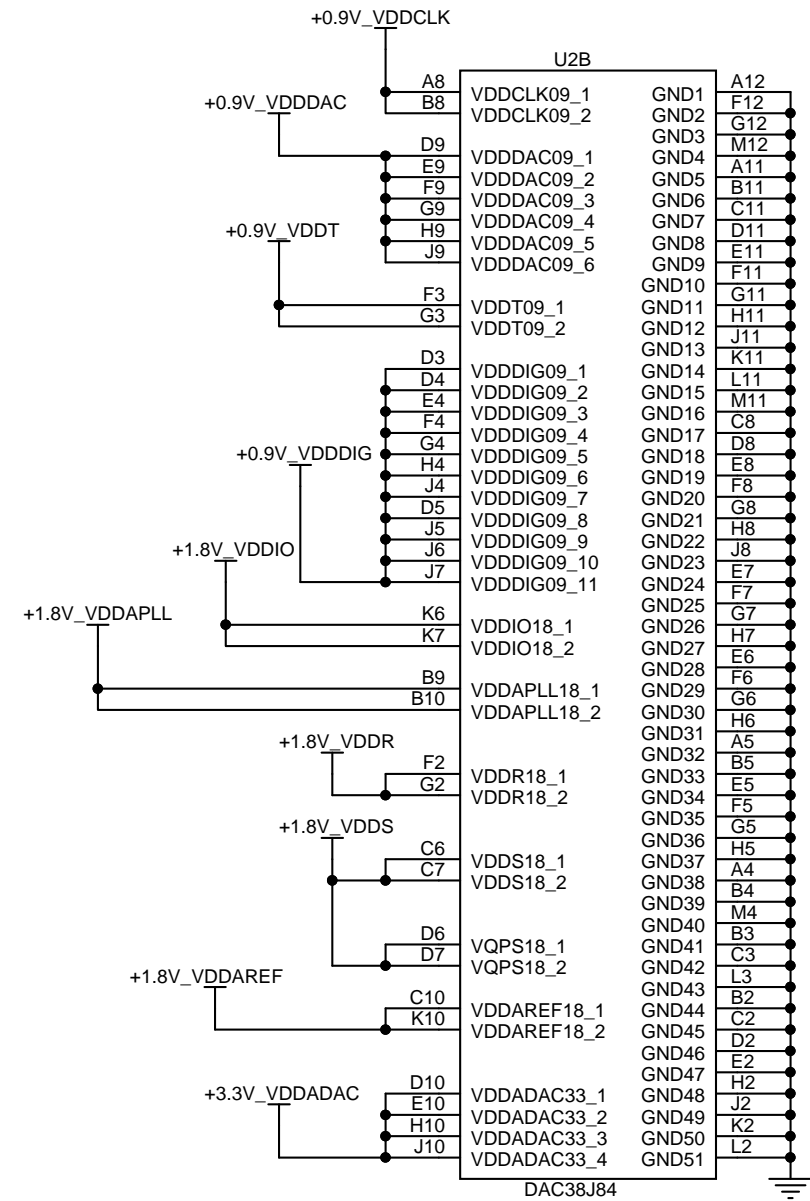 +0.9V_VDDCLK
U2B
A8 VDDCLK09_1 GND1 A12
B8 VDDCLK09_2 GND2 F12
+0.9V_VDDDAC
GND3 G12
D9 VDDDAC09_1 GND4 M12
E9 VDDDAC09_2 GND5 A11
F9 VDDDAC09_3 GND6 B11
G9 VDDDAC09_4 GND7 C11
H9 VDDDAC09_5 GND8 D11
J9 VDDDAC09_6 GND9 E11
+0.9V_VDDT
GND10 F11
F3 VDDT09_1 GND11 G11
G3 VDDT09_2 GND12 H11
GND13 J11
D3 VDDDIG09_1 GND14 K11
D4 VDDDIG09_2 GND15 L11
E4 VDDDIG09_3 GND16 M11
F4 VDDDIG09_4 GND17 C8
G4 VDDDIG09_5 GND18 D8
+0.9V_VDDDIG
H4 VDDDIG09_6 GND19 E8
J4 VDDDIG09_7 GND20 F8
D5 VDDDIG09_8 GND21 G8
J5 VDDDIG09_9 GND22 H8
J6 VDDDIG09_10 GND23 J8
+1.8V_VDDIO
J7 VDDDIG09_11 GND24 E7
GND25 F7
+1.8V_VDDAPLL
K6 VDDIO18_1 GND26 G7
K7 VDDIO18_2 GND27 H7
GND28 E6
B9 VDDAPLL18_1 GND29 F6
B10 VDDAPLL18_2 GND30 G6
GND31 H6
+1.8V_VDDR
GND32 A5
F2 VDDR18_1 GND33 B5
G2 VDDR18_2 GND34 E5
GND35 F5
+1.8V_VDDS
GND36 G5
C6 VDDS18_1 GND37 H5
C7 VDDS18_2 GND38 A4
GND39 B4
GND40 M4
D6 VQPS18_1 GND41 B3
D7 VQPS18_2 GND42 C3
+1.8V_VDDAREF
GND43 L3
C10 VDDAREF18_1 GND44 B2
K10 VDDAREF18_2 GND45 C2
GND46 D2
GND47 E2
+3.3V_VDDADAC
D10 VDDADAC33_1 GND48 H2
E10 VDDADAC33_2 GND49 J2
H10 VDDADAC33_3 GND50 K2
J10 VDDADAC33_4 GND51 L2
DAC38J84